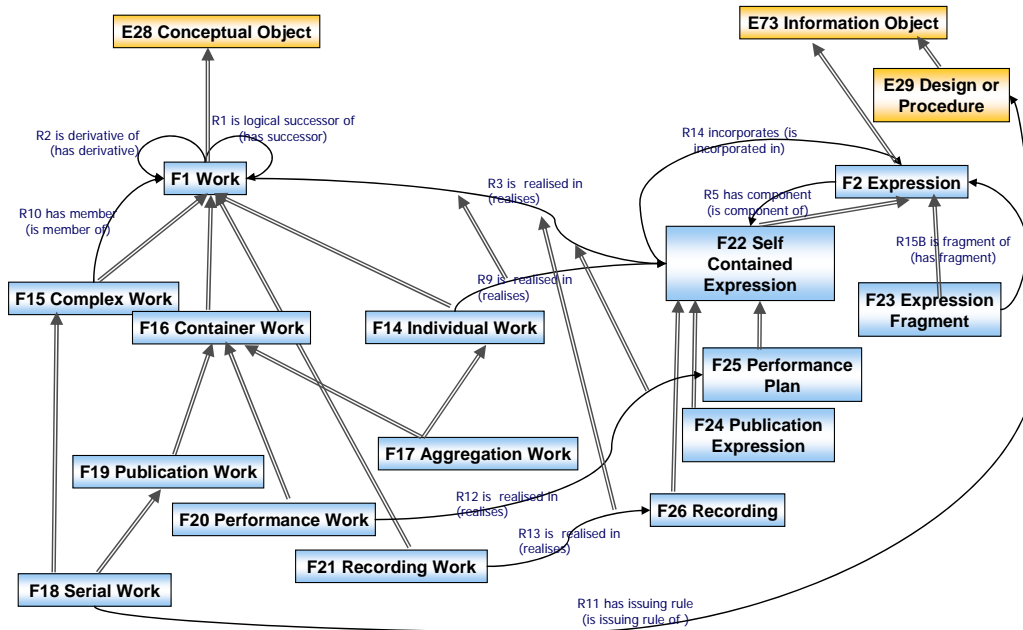 E28 Conceptual Object
E73 Information Object
E29 Design or
Procedure
R2 is derivative of
(has derivative)
R1 is logical successor of
(has successor)
R14 incorporates (is
incorporated in)
F1 Work
R3 is realised in
(realises)
F2 Expression
R5 has component
(is component of)
R10 has member
(is member of)
F22 Self
Contained
Expression
R15B is fragment of
(has fragment)
R9 is realised in
(realises)
F15 Complex Work
F16 Container Work
F14 Individual Work
F23 Expression
Fragment
F25 Performance
Plan
F24 Publication
Expression
F17 Aggregation Work
F19 Publication Work
R12 is realised in
(realises)
F20 Performance Work
F26 Recording
R13 is realised in
(realises)
F21 Recording Work
F18 Serial Work
R11 has issuing rule
(is issuing rule of )